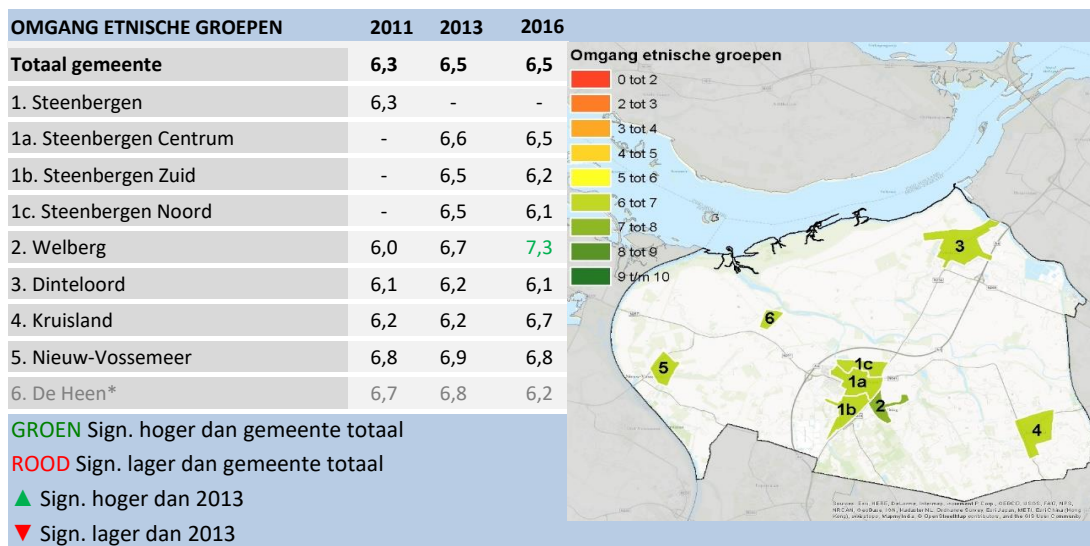 OMGANG ETNISCHE GROEPEN 2011 2013 2016
Totaal gemeente 6,3 6,5 6,5
1. Steenbergen 6,3 - -
1a. Steenbergen Centrum - 6,6 6,5
1b. Steenbergen Zuid - 6,5 6,2
1c. Steenbergen Noord - 6,5 6,1
2. Welberg 6,0 6,7 7,3
3. Dinteloord 6,1 6,2 6,1
4. Kruisland 6,2 6,2 6,7
5. Nieuw-Vossemeer 6,8 6,9 6,8
6. De Heen* 6,7 6,8 6,2
GROEN Sign. hoger dan gemeente totaal
ROOD Sign. lager dan gemeente totaal
▲ Sign. hoger dan 2013
▼ Sign. lager dan 2013
Omgang etnische groepen
0 tot 2
2 tot 3
3 tot 4
4 tot 5
5 tot 6
6 tot 7
7 tot 8
8 tot 9
9 t/m 10
3
6
5
1c
1a
1b 2
4